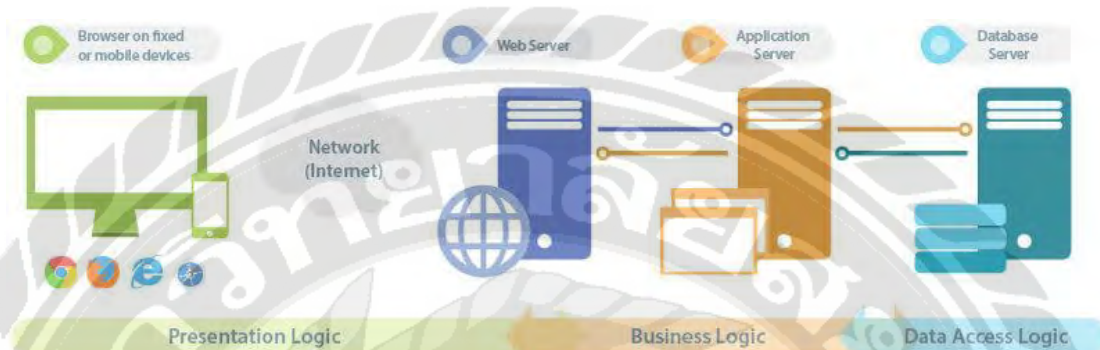 Browser on fixed
or mobile devices
Web Server
Application
Server
Database
Server
Network
(Internet)
Presentation Logic
Business Logic
Data Access Logic